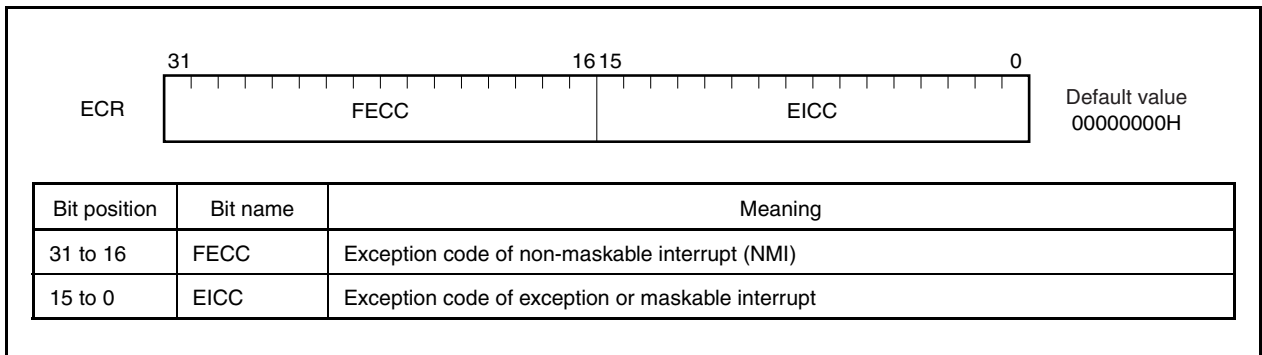 31 16 15 0
ECR FECC EICC Default value
00000000H
Bit position Bit name Meaning
31 to 16 FECC Exception code of non-maskable interrupt (NMI)
15 to 0 EICC Exception code of exception or maskable interrupt